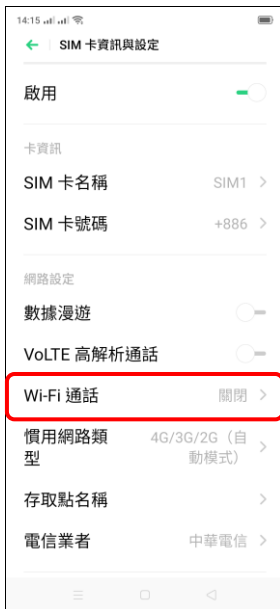 14:15
SIM 卡資訊與設定
啟用
卡資訊
SIM 卡名稱 SIM1
SIM 卡號碼 +886
網路設定
數據漫遊
VoLTE 高解析通話
Wi-Fi 通話 關閉
慣用網路類 4G/3G/2G（自
型 動模式）
存取點名稱
電信業者 中華電信